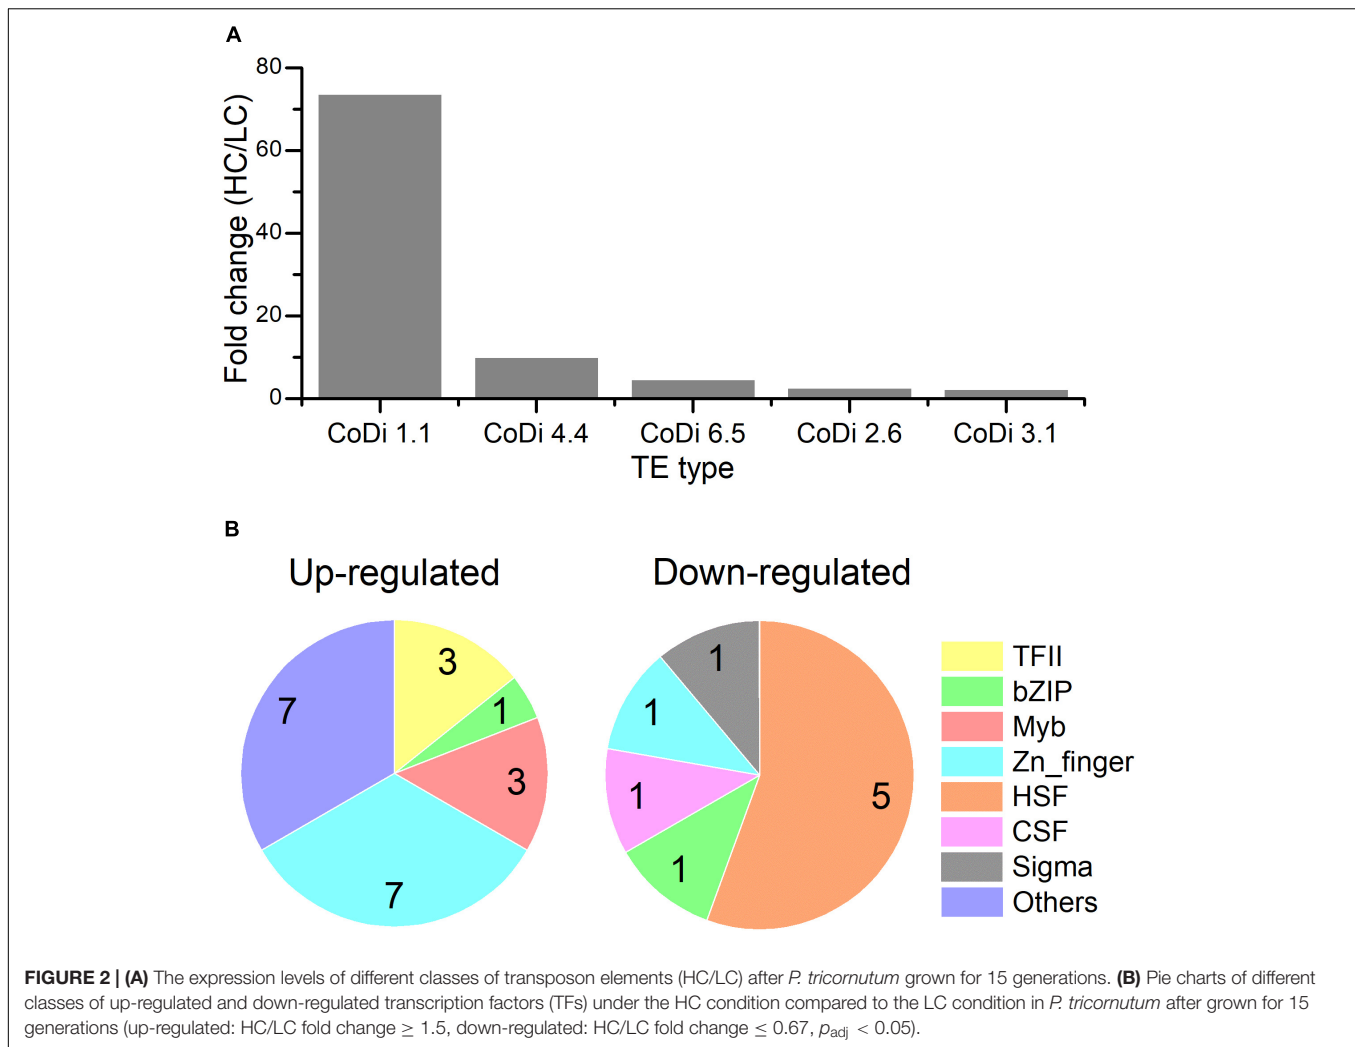 A
Fold change (HC/LC)
80
60
40
20
0
CoDi 1.1 CoDi 4.4 CoDi 6.5 CoDi 2.6 CoDi 3.1
TE type
B
Up-regulated Down-regulated
3
1
3
7
7
1
1
1
1
5
TFII
bZIP
Myb
Zn_finger
HSF
CSF
Sigma
Others
FIGURE 2 | (A) The expression levels of different classes of transposon elements (HC/LC) after P. tricornutum grown for 15 generations. (B) Pie charts of different
classes of up-regulated and down-regulated transcription factors (TFs) under the HC condition compared to the LC condition in P. tricornutum after grown for 15
generations (up-regulated: HC/LC fold change ≥ 1.5, down-regulated: HC/LC fold change ≤ 0.67, padj < 0.05).